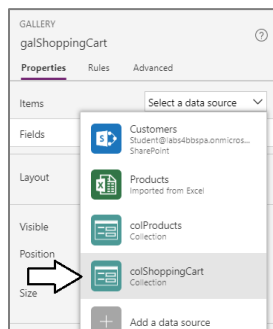 GALLERY
galShoppingCart
Properties Rules Advanced
Items Select a data source
Fields
Customers
Student@labs4bbspa.onmicros...
SharePoint
Layout
Products
Imported from Excel
Visible
colProducts
Collection
Position
colShoppingCart
Collection
Size
Add a data source